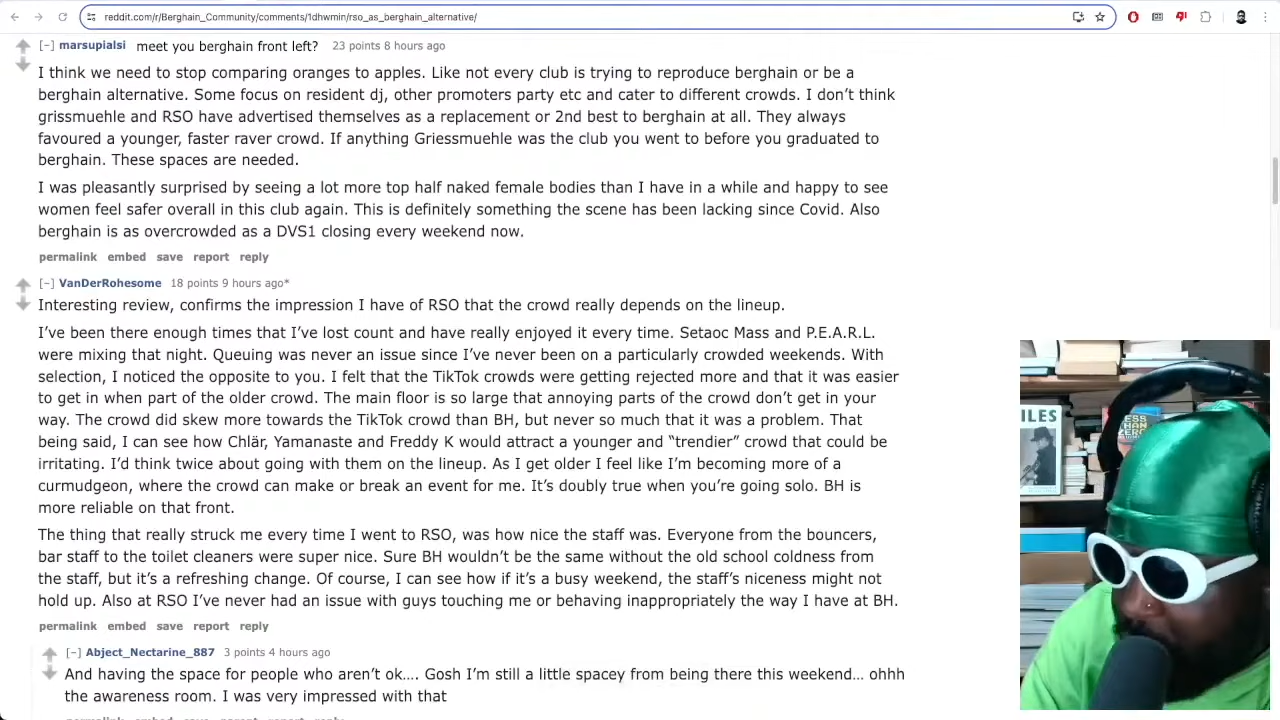 reddit.com/r/Berghain_Community/comments/1dhwmin/rso_as_berghain_alternative/
[–] marsupialsi meet you berghain front left? 23 points 8 hours ago
I think we need to stop comparing oranges to apples. Like not every club is trying to reproduce berghain or be a
berghain alternative. Some focus on resident dj, other promoters party etc and cater to different crowds. I don't think
grissmuehle and RSO have advertised themselves as a replacement or 2nd best to berghain at all. They always
favoured a younger, faster raver crowd. If anything Griessmuehle was the club you went to before you graduated to
berghain. These spaces are needed.
I was pleasantly surprised by seeing a lot more top half naked female bodies than I have in a while and happy to see
women feel safer overall in this club again. This is definitely something the scene has been lacking since Covid. Also
berghain is as overcrowded as a DVS1 closing every weekend now.
permalink embed save report reply
[–] VanDerRohesome 18 points 9 hours ago*
Interesting review, confirms the impression I have of RSO that the crowd really depends on the lineup.
I've been there enough times that I've lost count and have really enjoyed it every time. Setaoc Mass and P.E.A.R.L.
were mixing that night. Queuing was never an issue since I've never been on a particularly crowded weekends. With
selection, I noticed the opposite to you. I felt that the TikTok crowds were getting rejected more and that it was easier
to get in when part of the older crowd. The main floor is so large that annoying parts of the crowd don't get in your
way. The crowd did skew more towards the TikTok crowd than BH, but never so much that it was a problem. That
being said, I can see how Chlär, Yamanaste and Freddy K would attract a younger and "trendier" crowd that could be
irritating. I'd think twice about going with them on the lineup. As I get older I feel like I'm becoming more of a
curmudgeon, where the crowd can make or break an event for me. It's doubly true when you're going solo. BH is
more reliable on that front.
The thing that really struck me every time I went to RSO, was how nice the staff was. Everyone from the bouncers,
bar staff to the toilet cleaners were super nice. Sure BH wouldn't be the same without the old school coldness from
the staff, but it's a refreshing change. Of course, I can see how if it's a busy weekend, the staff's niceness might not
hold up. Also at RSO I've never had an issue with guys touching me or behaving inappropriately the way I have at BH.
permalink embed save report reply
[–] Abject_Nectarine_887 3 points 4 hours ago
And having the space for people who aren't ok…. Gosh I'm still a little spacey from being there this weekend… ohhh
the awareness room. I was very impressed with that
permalink embed save parent report reply
ILES